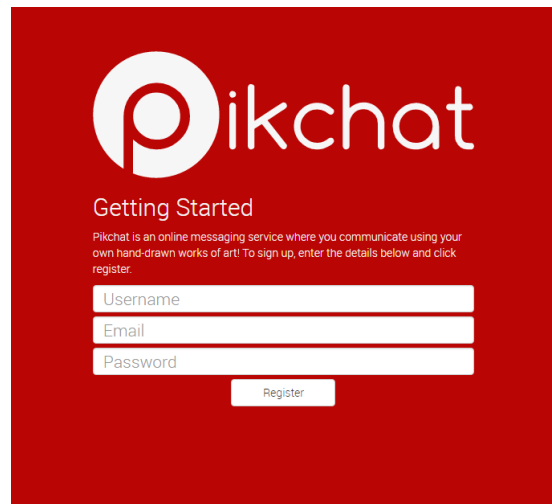 Pikchat
Getting Started
Pikchat is an online messaging service where you communicate using your
own hand-drawn works of art! To sign up, enter the details below and click
register.
Username
Email
Password
Register